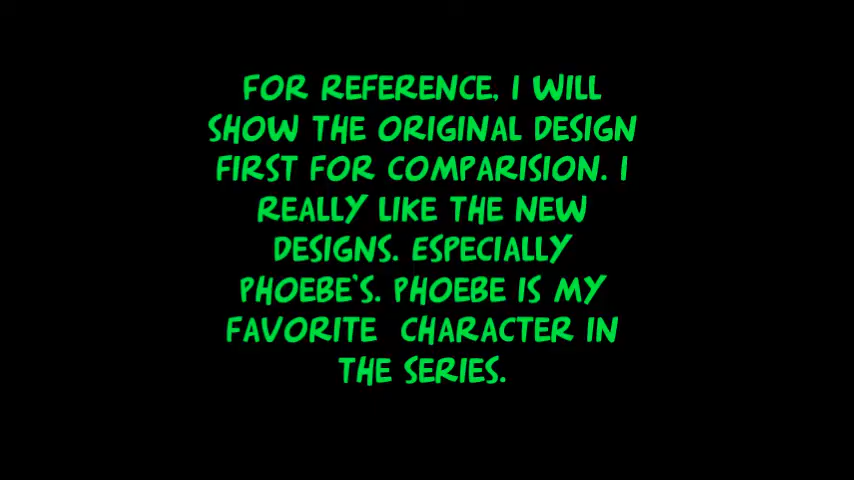 FOR REFERENCE, I WILL
SHOW THE ORIGINAL DESIGN
FIRST FOR COMPARISION. I
REALLY LIKE THE NEW
DESIGNS. ESPECIALLY
PHOEBE'S. PHOEBE IS MY
FAVORITE CHARACTER IN
THE SERIES.